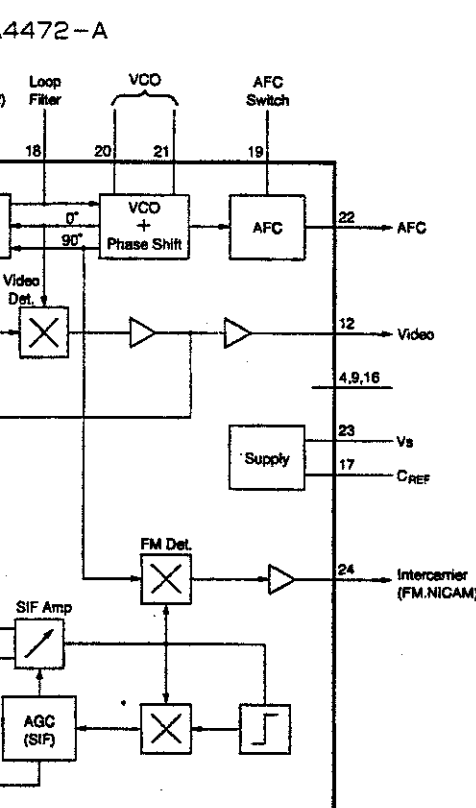 4472-A
Loop
Filter
VCO
AFC
Switch
18
20
21
19
VCO
+
Phase Shift
0°
90°
AFC
22
AFC
Video
Det.
12
Video
4,9,16
Supply
23
Vs
17
CREF
FM Det.
24
Intercarrier
(FM.NICAM)
SIF Amp
AGC
(SIF)